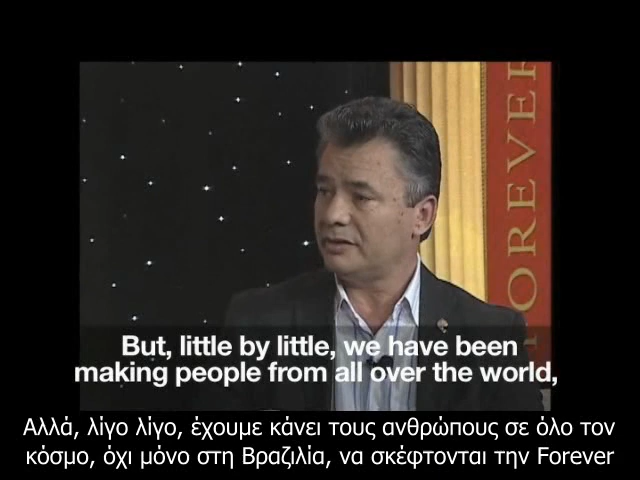 FOREVER
But, little by little, we have been
making people from all over the world,
Αλλά, λίγο λίγο, έχουμε κάνει τους ανθρώπους σε όλο τον
κόσμο, όχι μόνο στη Βραζιλία, να σκέφτονται την Forever